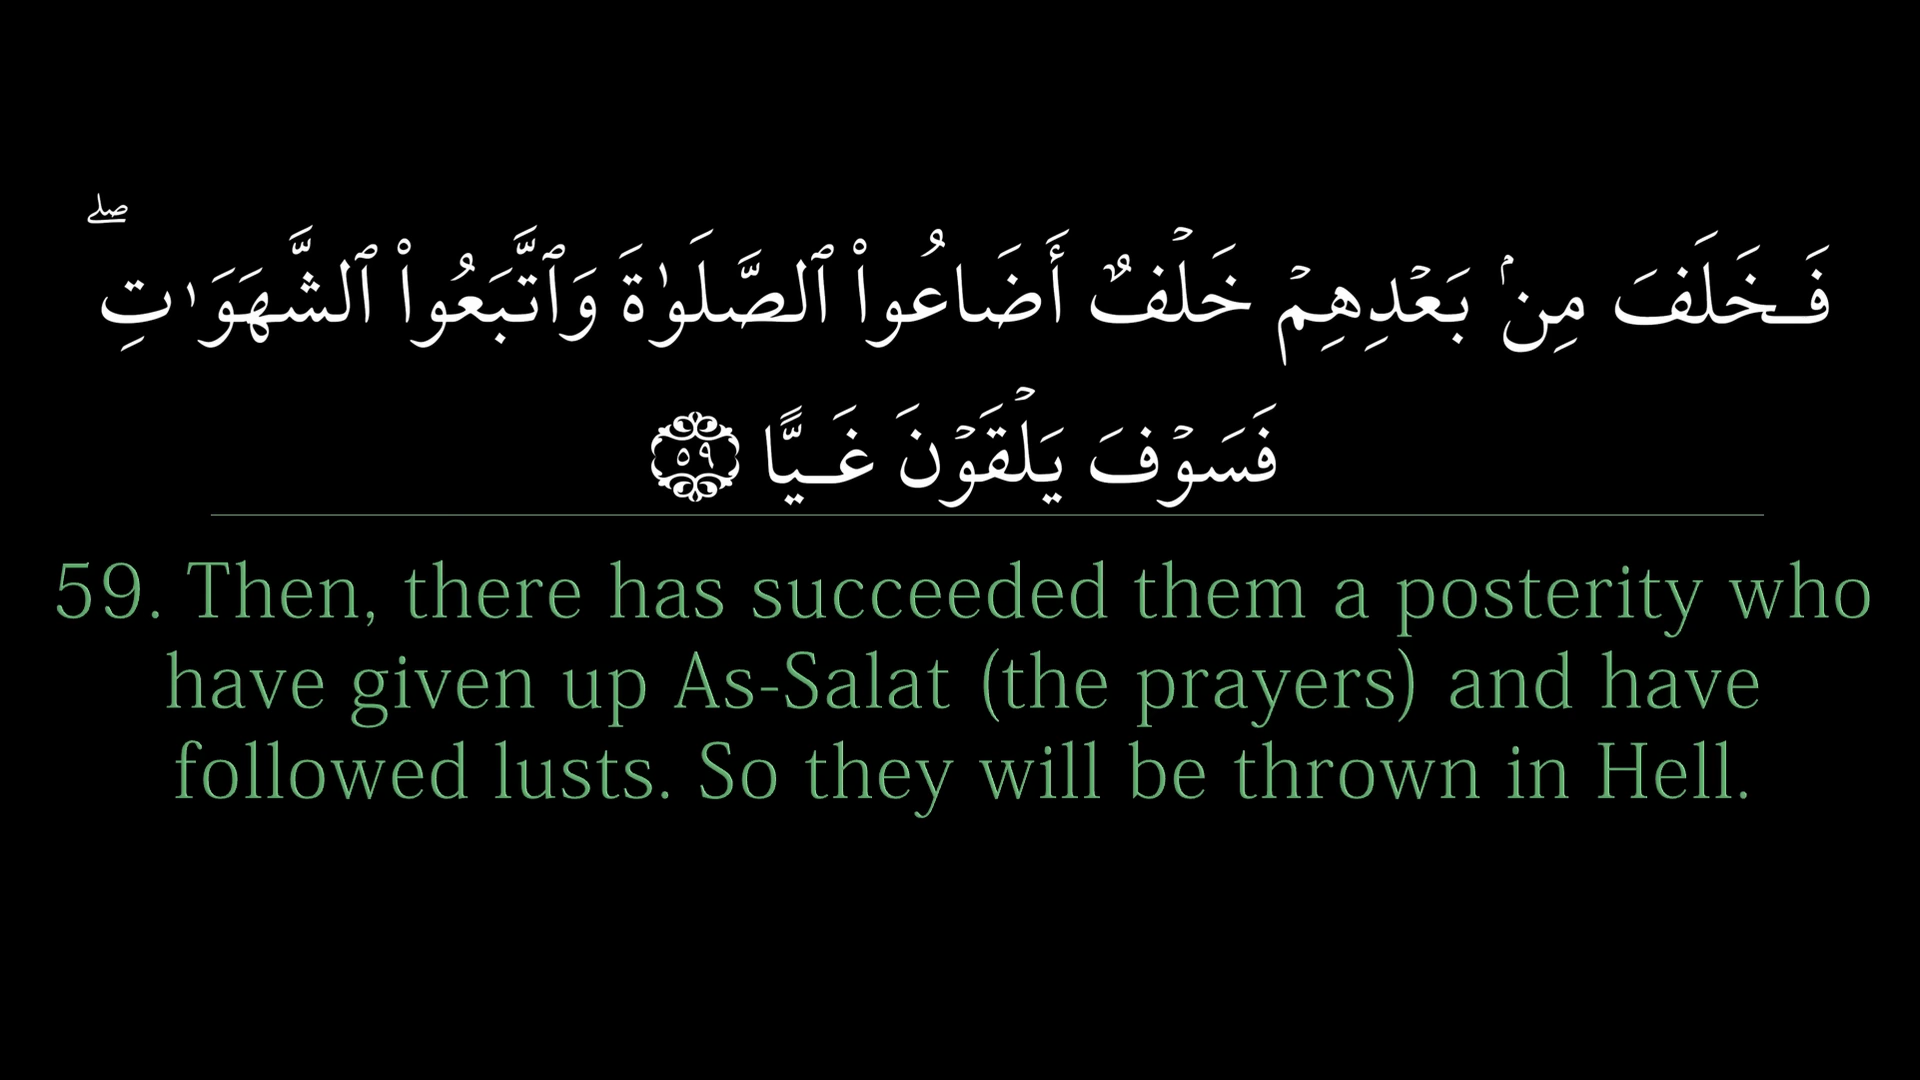 فَخَلَفَ مِنۢ بَعۡدِهِمۡ خَلۡفٌ أَضَاعُواْ ٱلصَّلَوٰةَ وَٱتَّبَعُواْ ٱلشَّهَوَٰتِۖ
فَسَوۡفَ يَلۡقَوۡنَ غَيًّا ٥٩
59. Then, there has succeeded them a posterity who
have given up As-Salat (the prayers) and have
followed lusts. So they will be thrown in Hell.